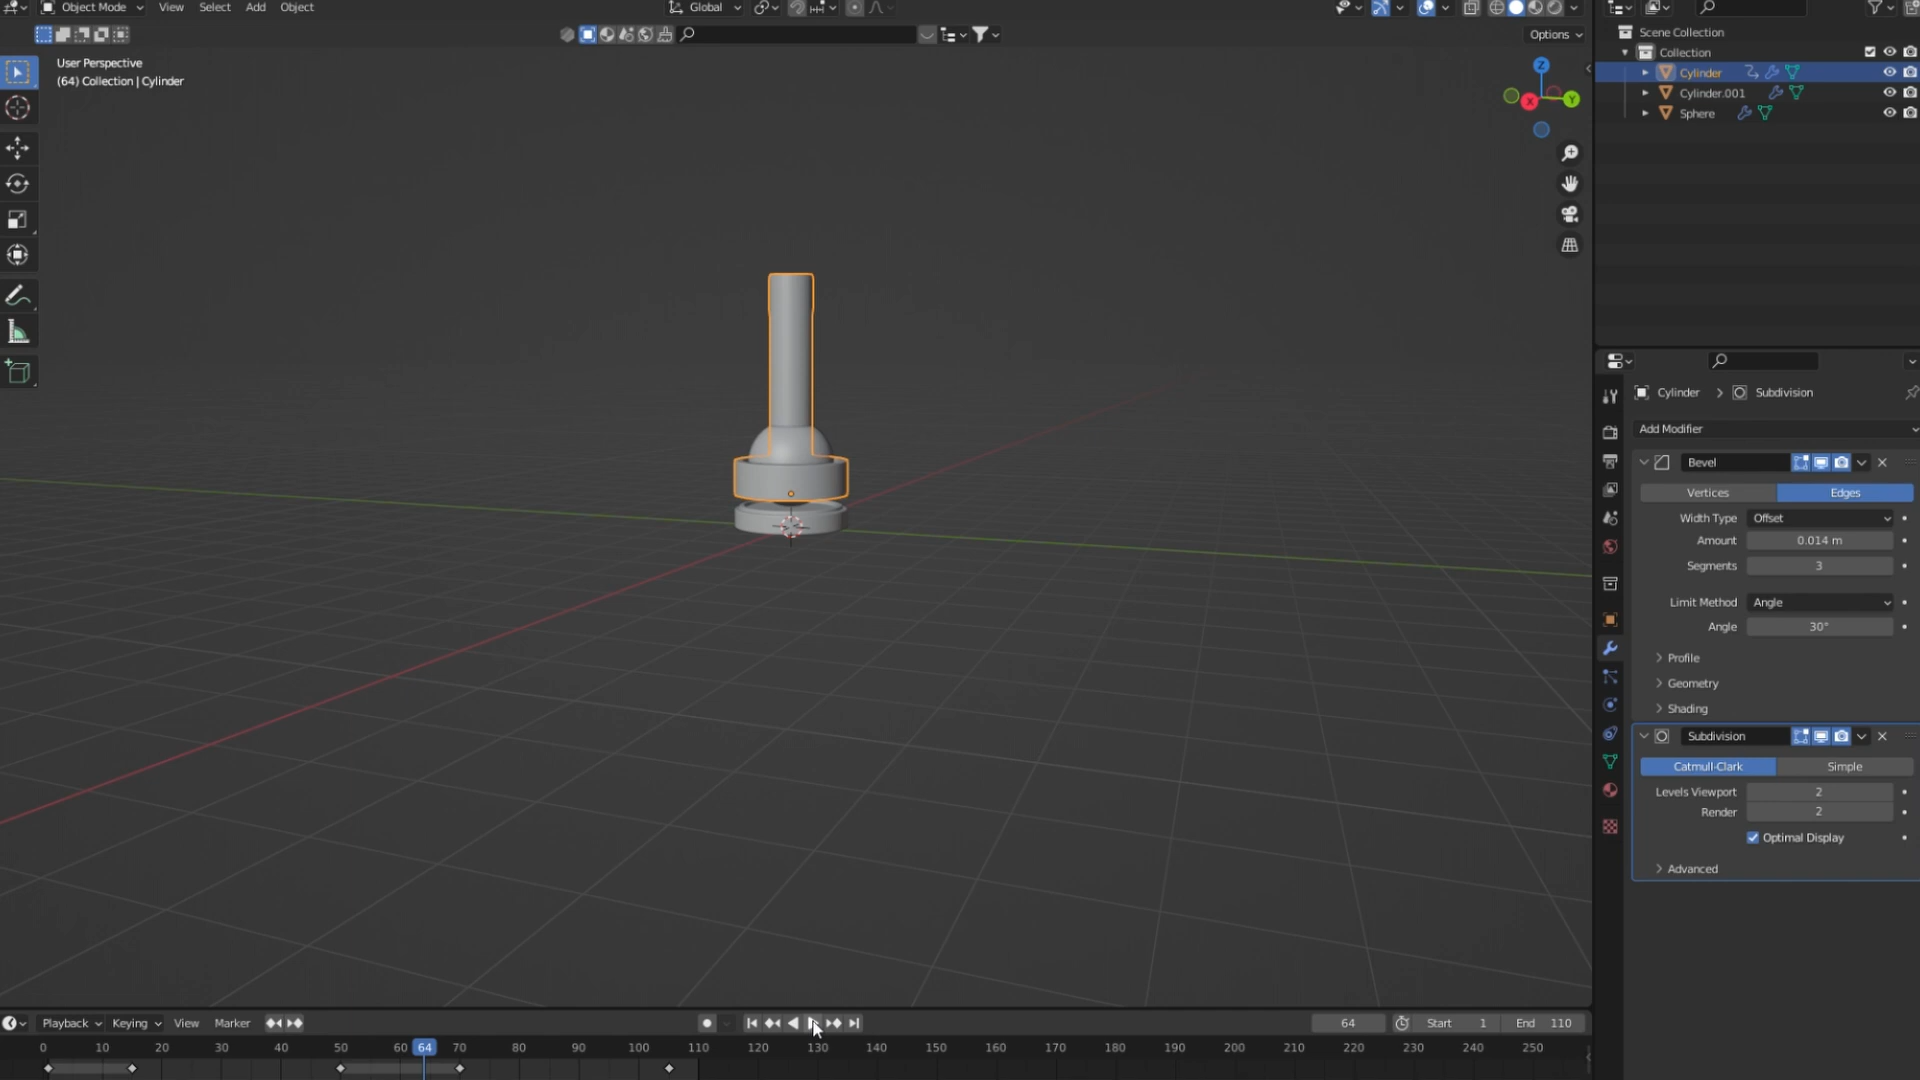 Object Mode View Select Add Object Global
Options
User Perspective
(64) Collection | Cylinder
Z
X
Y
Scene Collection
Collection
Cylinder
Cylinder.001
Sphere
Cylinder > Subdivision
Add Modifier
Bevel
Vertices Edges
Width Type Offset
Amount 0.014 m
Segments 3
Limit Method Angle
Angle 30°
Profile
Geometry
Shading
Subdivision
Catmull-Clark Simple
Levels Viewport 2
Render 2
Optimal Display
Advanced
Playback Keying View Marker 64 Start 1 End 110
0 10 20 30 40 50 60 64 70 80 90 100 110 120 130 140 150 160 170 180 190 200 210 220 230 240 250